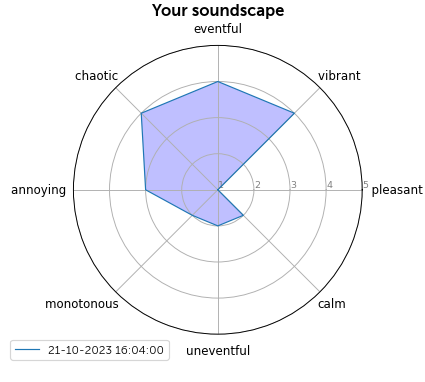 Your soundscape
eventful
chaotic
vibrant
annoying
1
2
3
4
5
pleasant
monotonous
calm
uneventful
21-10-2023 16:04:00